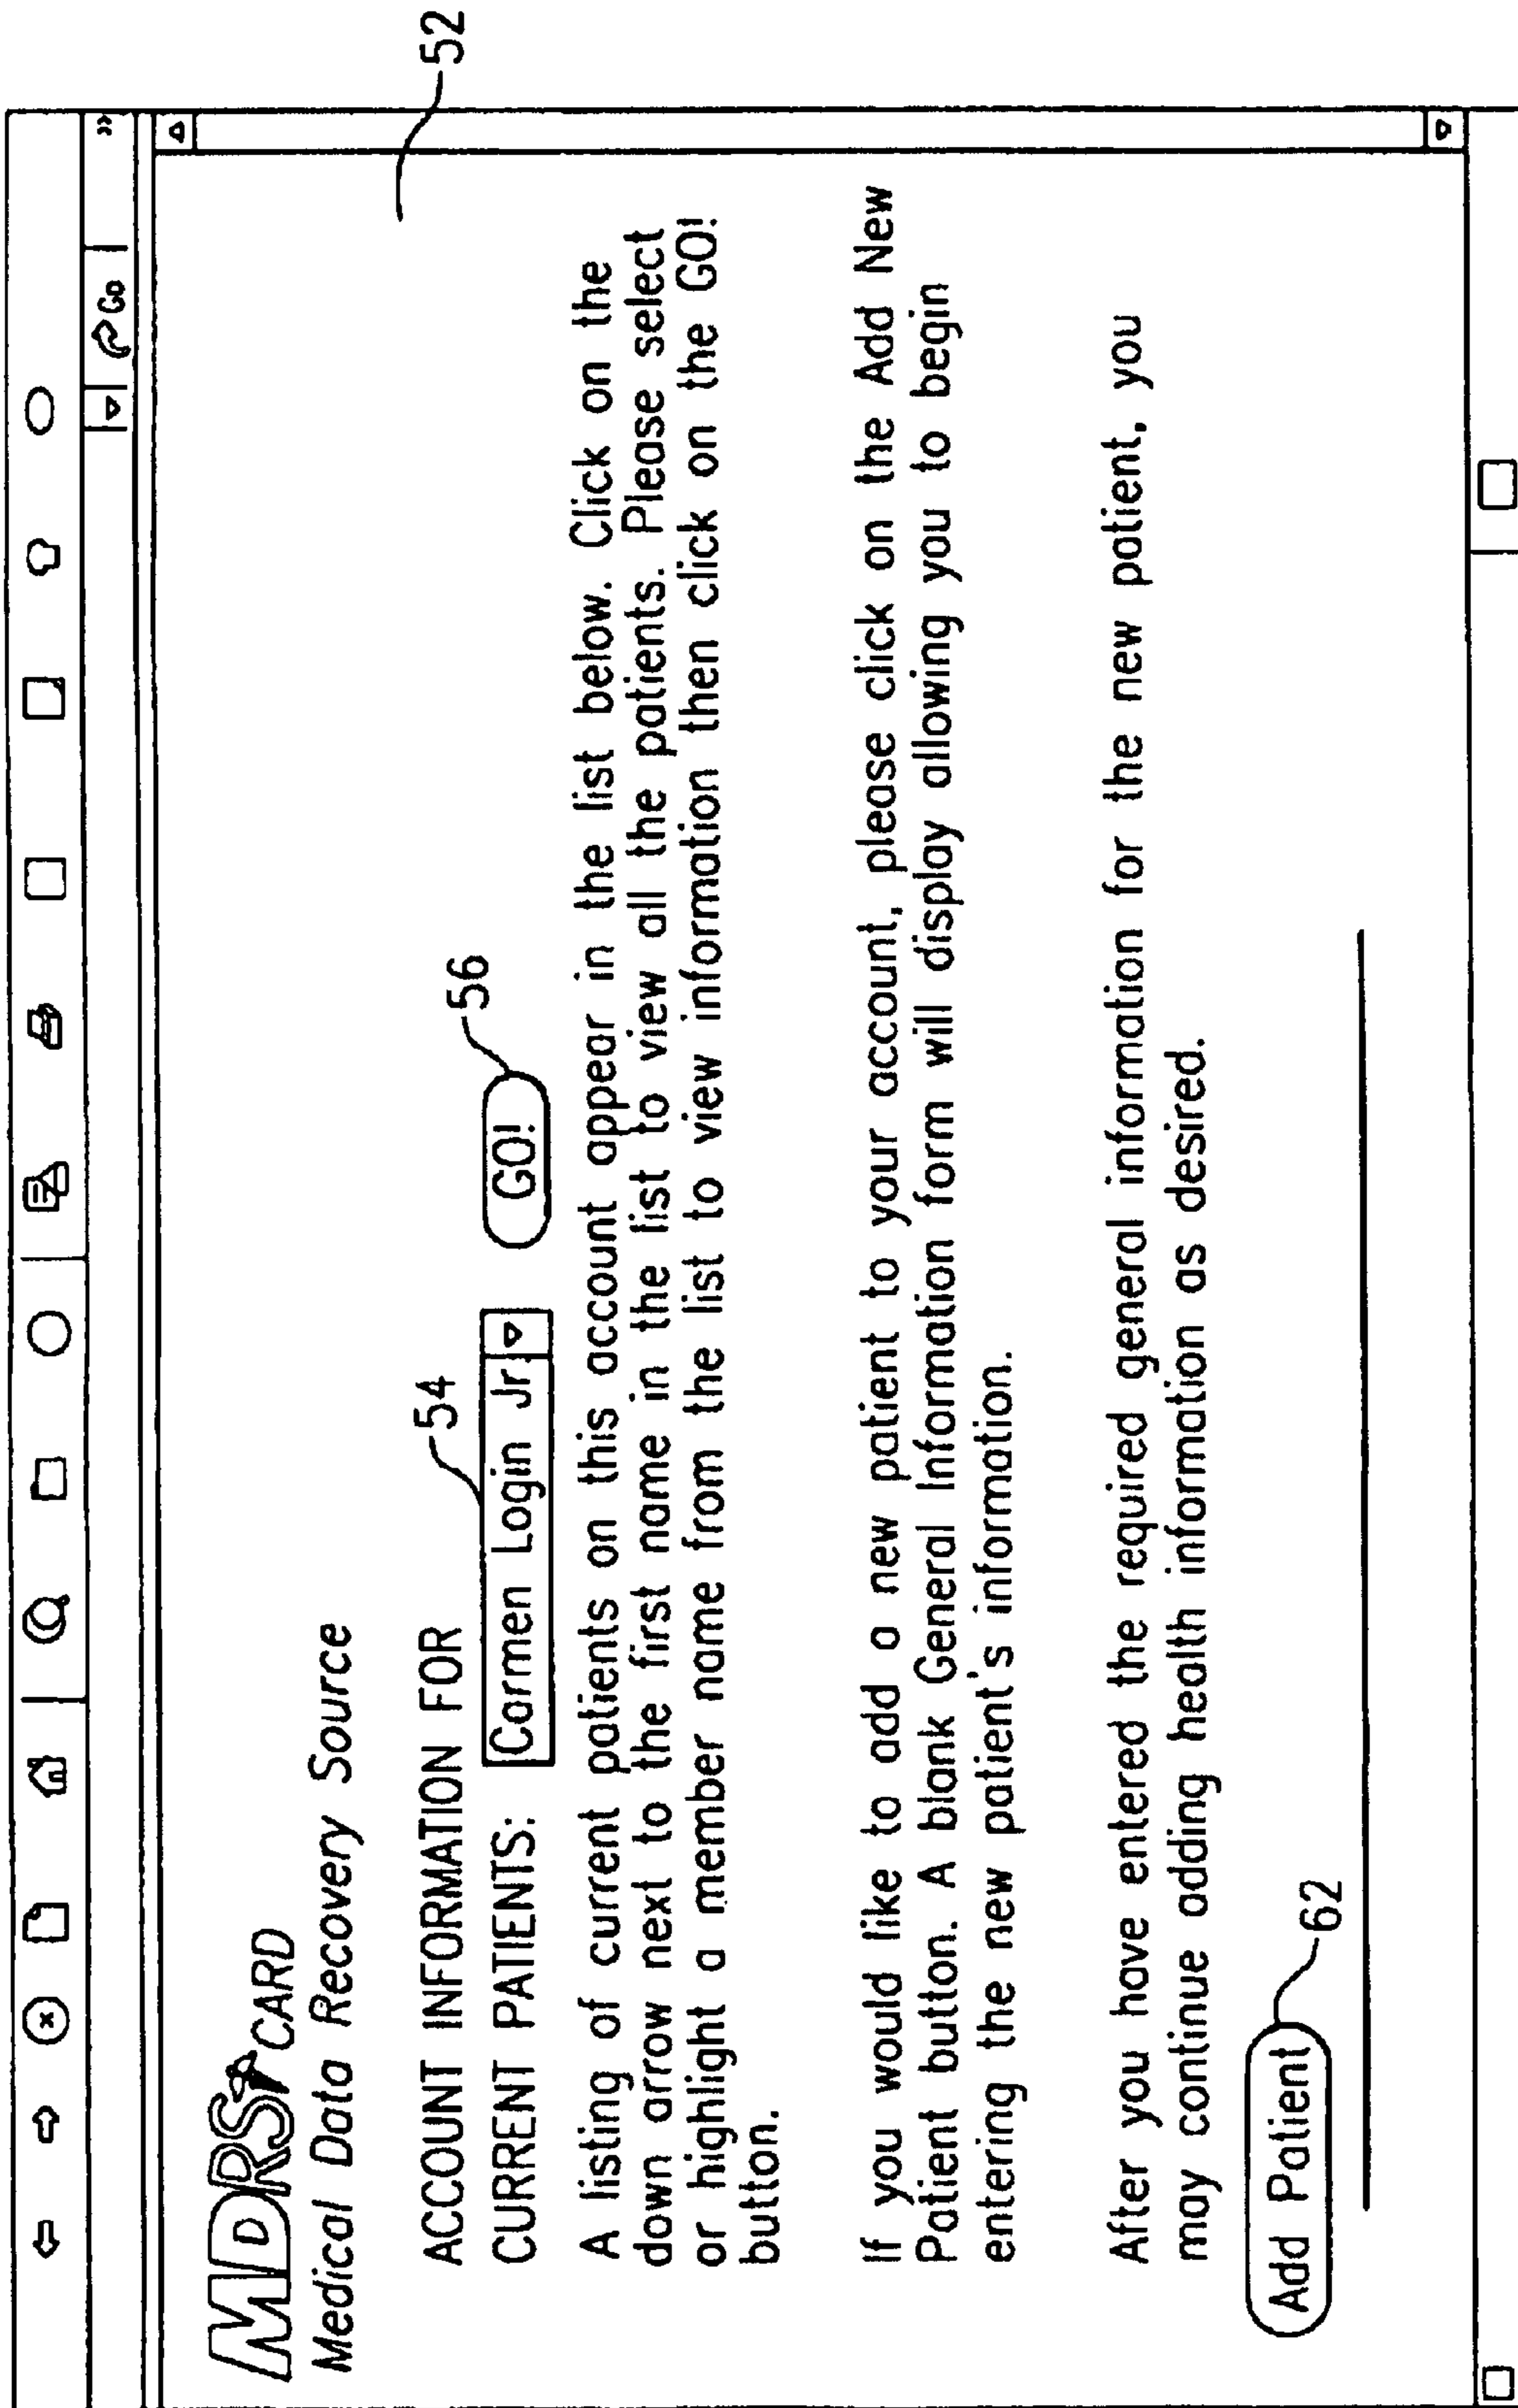 Go
52
MDRS CARD
Medical Data Recovery Source
ACCOUNT INFORMATION FOR
54
56
CURRENT PATIENTS: Carmen Login Jr GO!
A listing of current patients on this account appear in the list below. Click on the
down arrow next to the first name in the list to view all the patients. Please select
or highlight a member name from the list to view information then click on the GO!
button.
If you would like to add a new patient to your account, please click on the Add New
Patient button. A blank General Information form will display allowing you to begin
entering the new patient's information.
After you have entered the required general information for the new patient, you
may continue adding health information as desired.
Add Patient
62